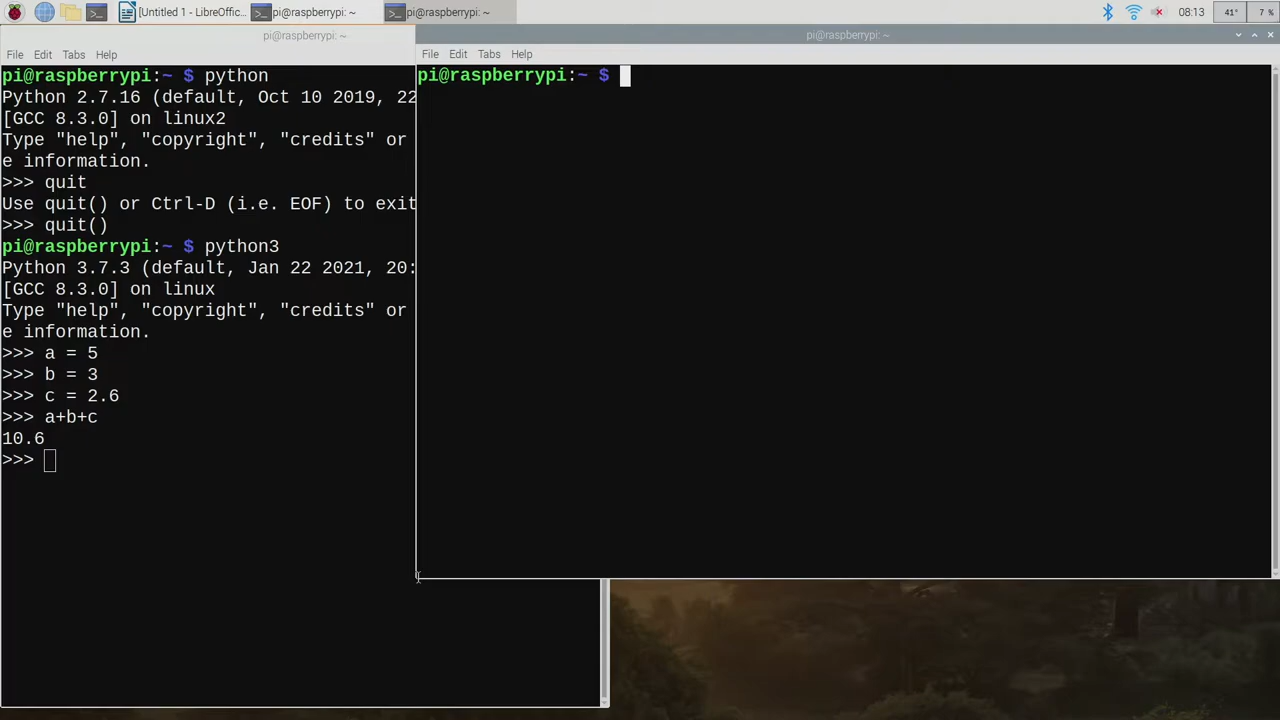 [Untitled 1 - LibreOffic...
pi@raspberrypi: ~
pi@raspberrypi: ~
08:13
41°
7 %
pi@raspberrypi: ~
File Edit Tabs Help
pi@raspberrypi:~ $ python
Python 2.7.16 (default, Oct 10 2019, 22
[GCC 8.3.0] on linux2
Type "help", "copyright", "credits" or
e information.
>>> quit
Use quit() or Ctrl-D (i.e. EOF) to exit
>>> quit()
pi@raspberrypi:~ $ python3
Python 3.7.3 (default, Jan 22 2021, 20:
[GCC 8.3.0] on linux
Type "help", "copyright", "credits" or
e information.
>>> a = 5
>>> b = 3
>>> c = 2.6
>>> a+b+c
10.6
>>>
pi@raspberrypi: ~
File Edit Tabs Help
pi@raspberrypi:~ $